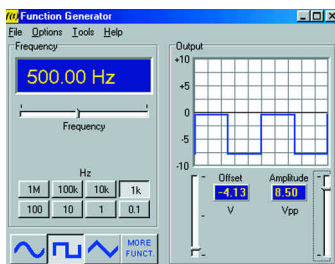 f(t) Function Generator
File Options Tools Help
Frequency
500.00 Hz
Frequency
Hz
1M 100k 10k 1k
100 10 1 0.1
MORE
FUNCT.
Output
+10
+5
0
-5
-10
Offset Amplitude
-4.13 8.50
V Vpp